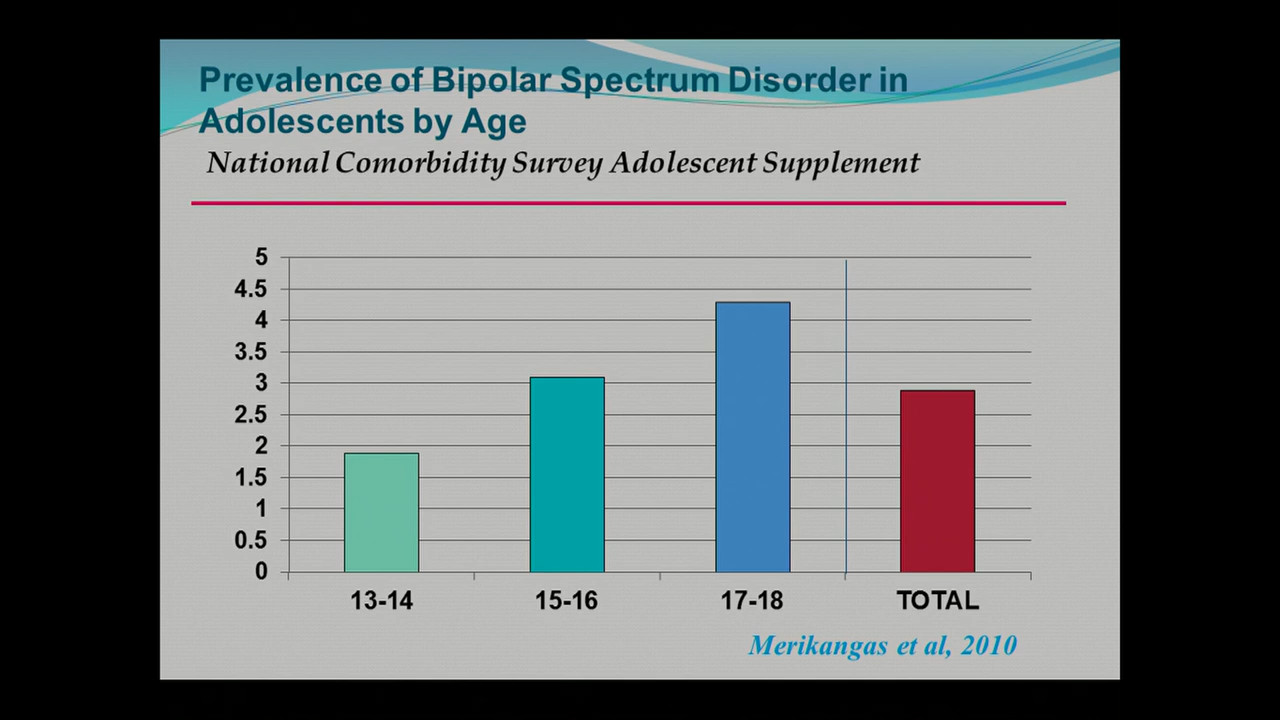 Prevalence of Bipolar Spectrum Disorder in
Adolescents by Age
National Comorbidity Survey Adolescent Supplement
5
4.5
4
3.5
3
2.5
2
1.5
1
0.5
0
13-14 15-16 17-18 TOTAL
Merikangas et al, 2010